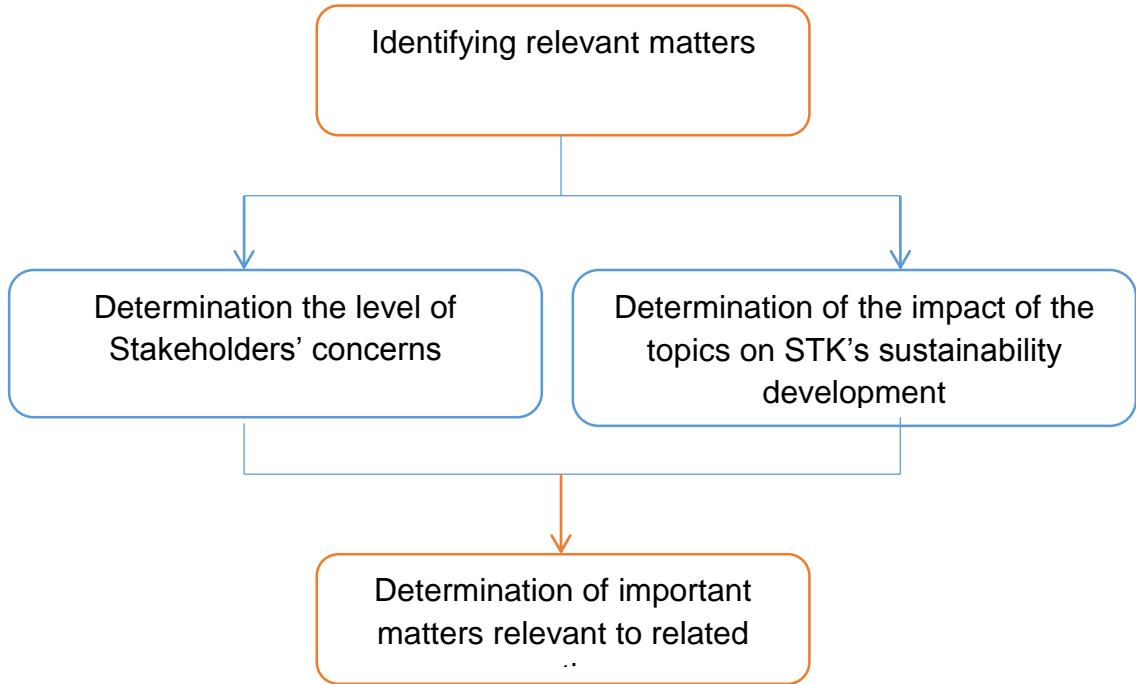 Identifying relevant matters
Determination the level of
Stakeholders’ concerns
Determination of the impact of the
topics on STK’s sustainability
development
Determination of important
matters relevant to related